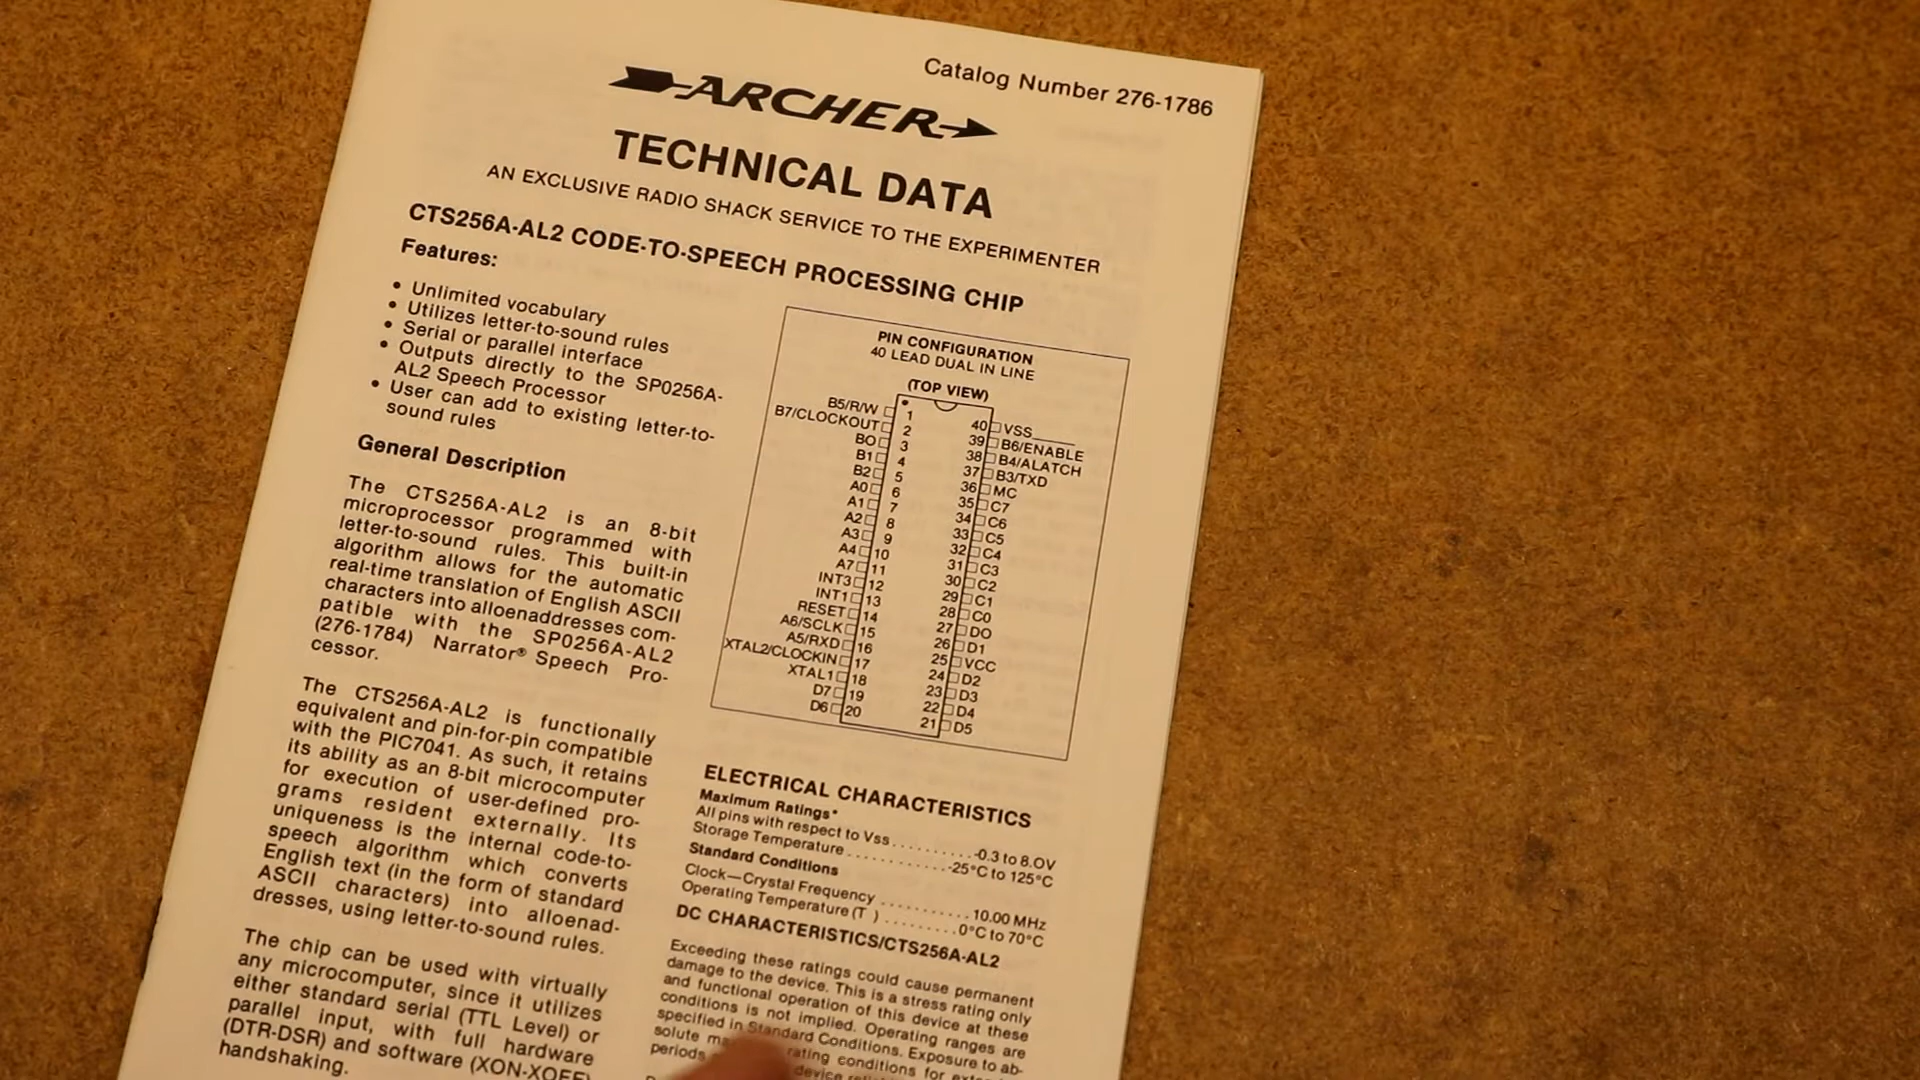 Catalog Number 276-1786
ARCHER
TECHNICAL DATA
AN EXCLUSIVE RADIO SHACK SERVICE TO THE EXPERIMENTER
CTS256A-AL2 CODE-TO-SPEECH PROCESSING CHIP
Features:
• Unlimited vocabulary
• Utilizes letter-to-sound rules
• Serial or parallel interface
• Outputs directly to the SP0256A-
AL2 Speech Processor
• User can add to existing letter-to-
sound rules
General Description
The CTS256A-AL2 is an 8-bit
microprocessor programmed with
letter-to-sound rules. This built-in
algorithm allows for the automatic
real-time translation of English ASCII
characters into alloenaddresses com-
patible with the SP0256A-AL2
(276-1784) Narrator® Speech Pro-
cessor.
The CTS256A-AL2 is functionally
equivalent and pin-for-pin compatible
with the PIC7041. As such, it retains
its ability as an 8-bit microcomputer
for execution of user-defined pro-
grams resident externally. Its
uniqueness is the internal code-to-
speech algorithm which converts
English text (in the form of standard
ASCII characters) into alloenad-
dresses, using letter-to-sound rules.
The chip can be used with virtually
any microcomputer, since it utilizes
either standard serial (TTL Level) or
parallel input, with full hardware
(DTR-DSR) and software (XON-XOFF)
handshaking.
PIN CONFIGURATION
40 LEAD DUAL IN LINE
(TOP VIEW)
B5/R/W 1 40 VSS
B7/CLOCKOUT 2 39 B6/ENABLE
B0 3 38 B4/ALATCH
B1 4 37 B3/TXD
B2 5 36 MC
A0 6 35 C7
A1 7 34 C6
A2 8 33 C5
A3 9 32 C4
A4 10 31 C3
A7 11 30 C2
INT3 12 29 C1
INT1 13 28 C0
RESET 14 27 DO
A6/SCLK 15 26 D1
A5/RXD 16 25 VCC
XTAL2/CLOCKIN 17 24 D2
XTAL1 18 23 D3
D7 19 22 D4
D6 20 21 D5
ELECTRICAL CHARACTERISTICS
Maximum Ratings*
All pins with respect to Vss ..........-0.3 to 8.OV
Storage Temperature ............-25°C to 125°C
Standard Conditions
Clock—Crystal Frequency ...........10.00 MHz
Operating Temperature (T ) .........0°C to 70°C
DC CHARACTERISTICS/CTS256A-AL2
Exceeding these ratings could cause permanent
damage to the device. This is a stress rating only
and functional operation of this device at these
conditions is not implied. Operating ranges are
specified in Standard Conditions. Exposure to ab-
solute rating conditions for
periods device